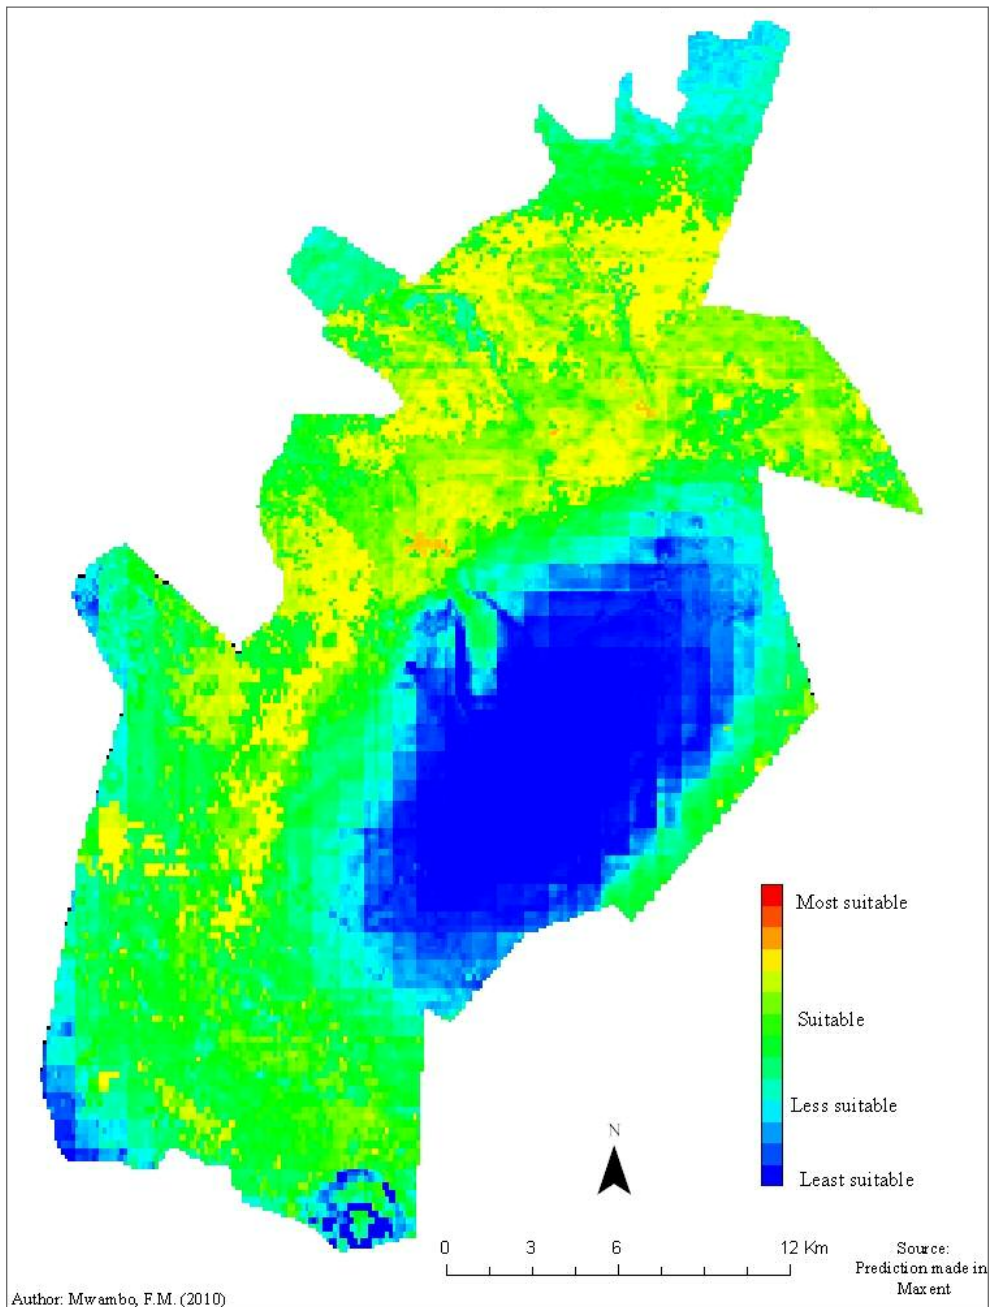 Most suitable
Suitable
Less suitable
Least suitable
N
0 3 6 12 Km
Source:
Prediction made in
Maxent
Author: Mwambo, F.M. (2010)